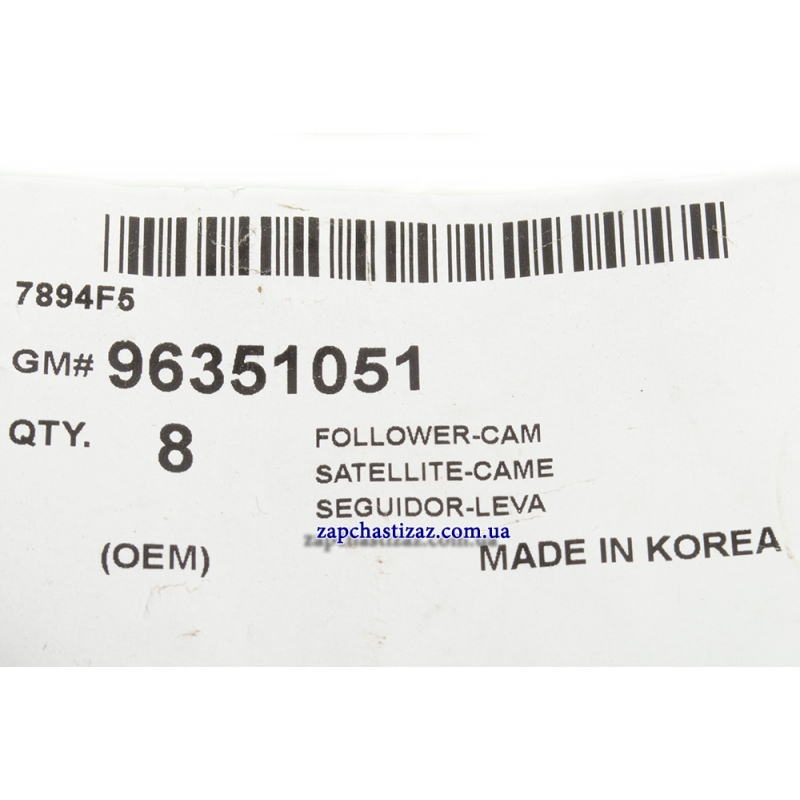 7894F5
GM# 96351051
QTY. 8 FOLLOWER-CAM
SATELLITE-CAME
SEGUIDOR-LEVA
zapchastizaz.com.ua
(OEM) MADE IN KOREA